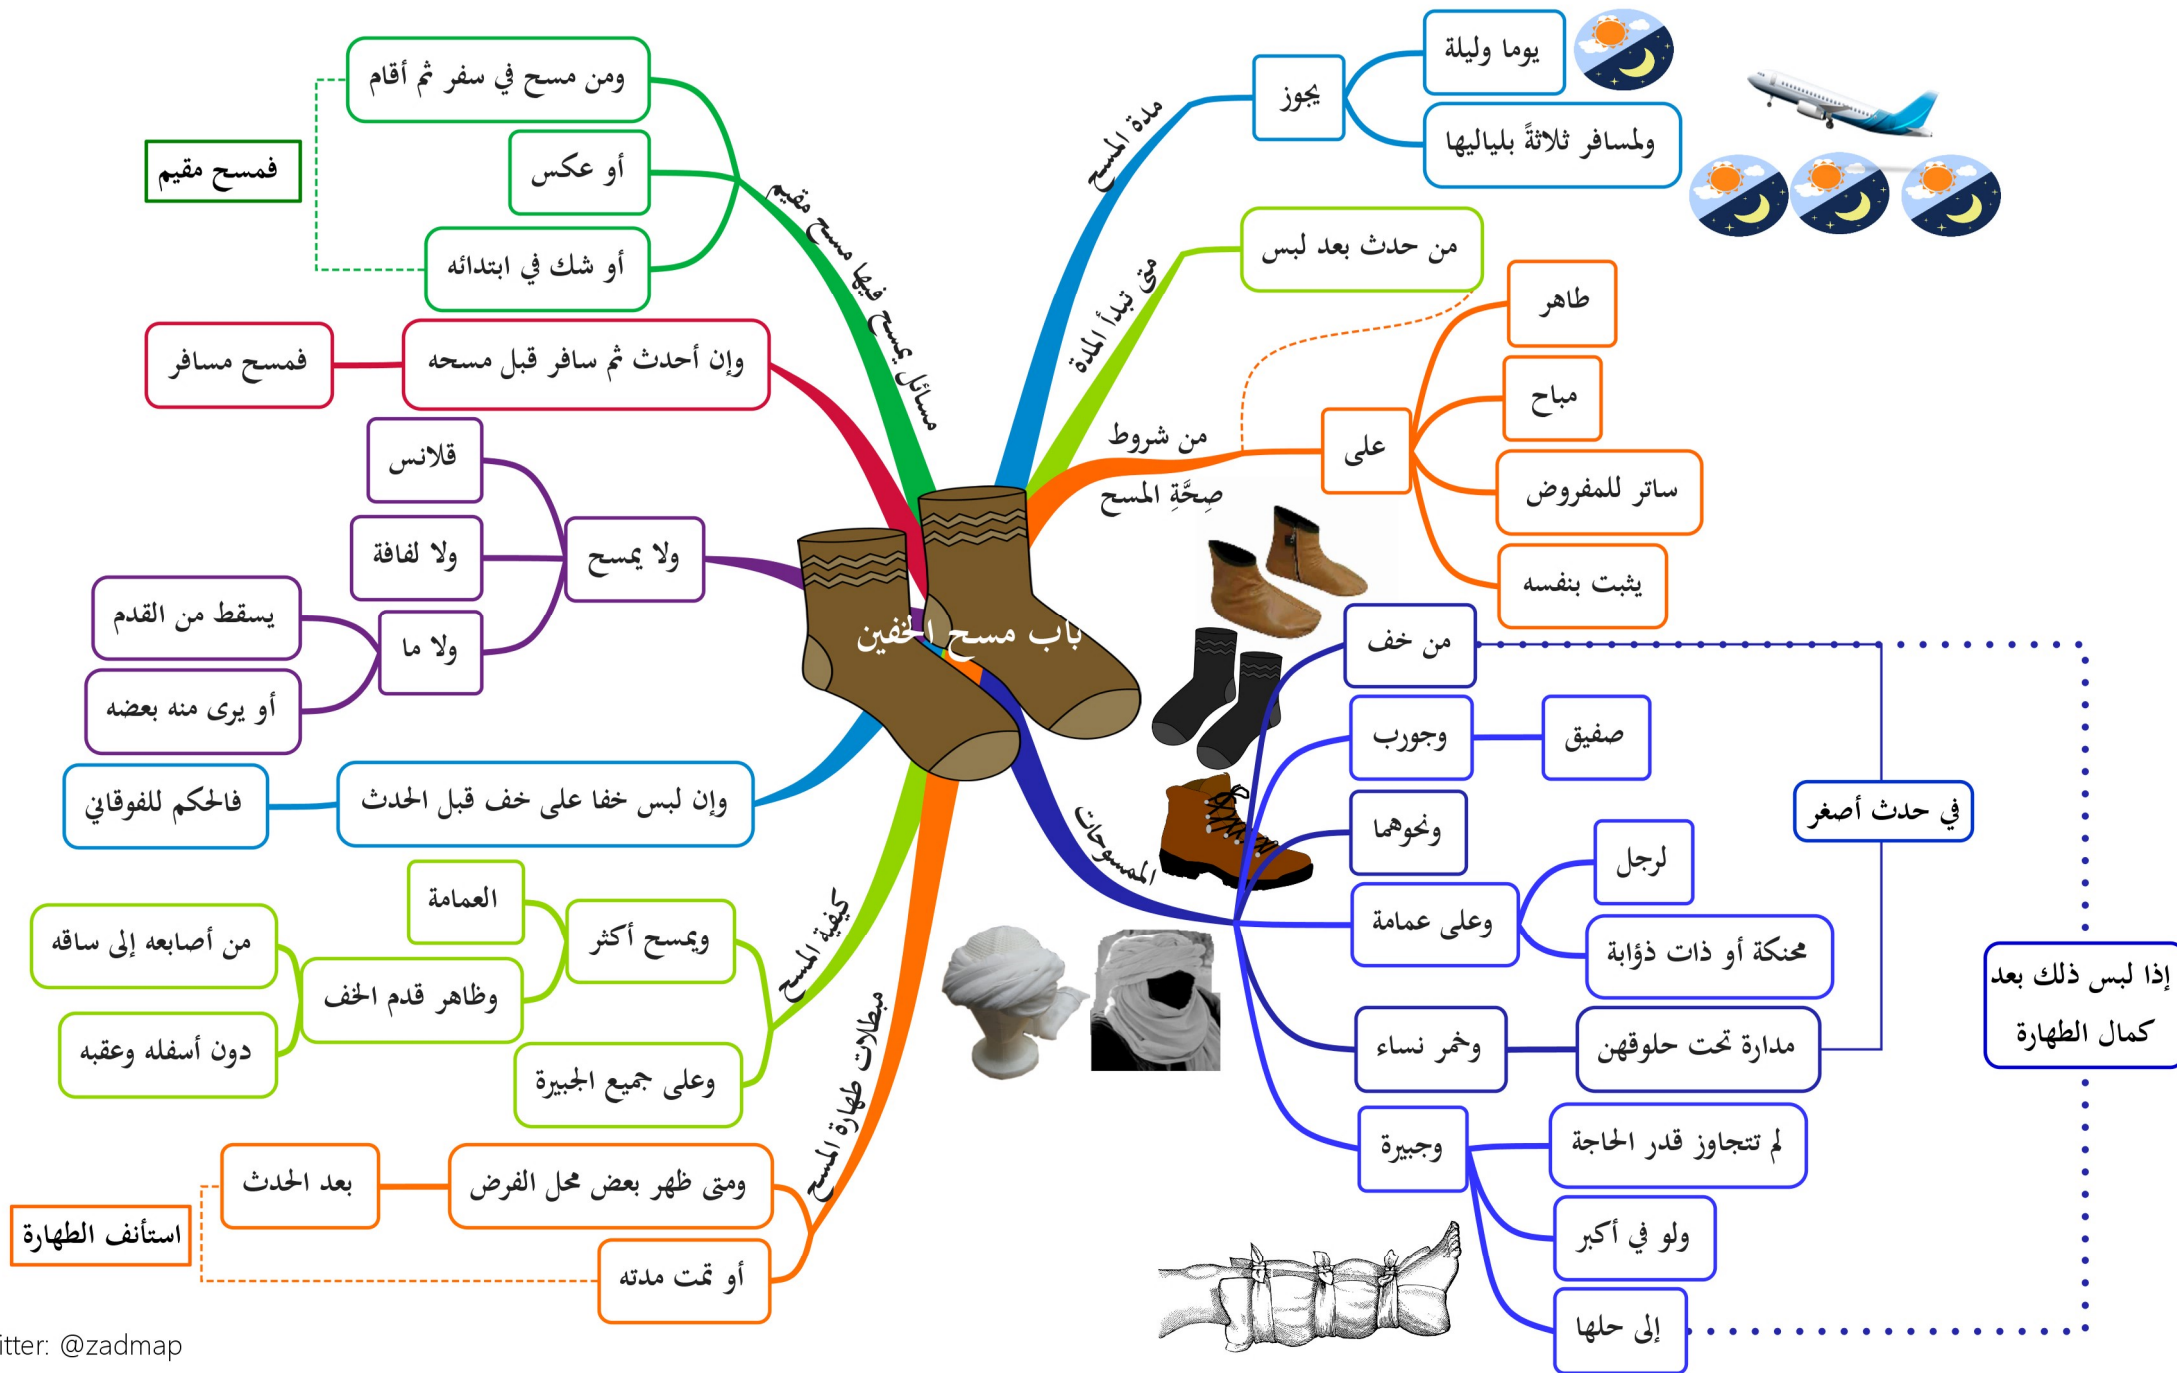 باب مسح الخفين
مدة المسح
يجوز
يوما وليلة
ولمسافر ثلاثةً بلياليها
متى تبدأ المدة
من حدث بعد لبس
من شروط
صِحَّةِ المسح
على
طاهر
مباح
ساتر للمفروض
يثبت بنفسه
الممسوحات
من خف
وجورب
صفيق
ونحوهما
وعلى عمامة
لرجل
محنكة أو ذات ذؤابة
وخمر نساء
مدارة تحت حلوقهن
في حدث أصغر
وجبيرة
لم تتجاوز قدر الحاجة
ولو في أكبر
إلى حلها
إذا لبس ذلك بعد
كمال الطهارة
مسائل يمسح فيها مسح مقيم
ومن مسح في سفر ثم أقام
أو عكس
أو شك في ابتدائه
فمسح مقيم
وإن أحدث ثم سافر قبل مسحه
فمسح مسافر
ولا يمسح
قلانس
ولا لفافة
ولا ما
يسقط من القدم
أو يرى منه بعضه
وإن لبس خفا على خف قبل الحدث
فالحكم للفوقاني
كيفية المسح
ويمسح أكثر
العمامة
وظاهر قدم الخف
من أصابعه إلى ساقه
دون أسفله وعقبه
وعلى جميع الجبيرة
مبطلات طهارة المسح
ومتى ظهر بعض محل الفرض
بعد الحدث
أو تمت مدته
استأنف الطهارة
itter: @zadmap